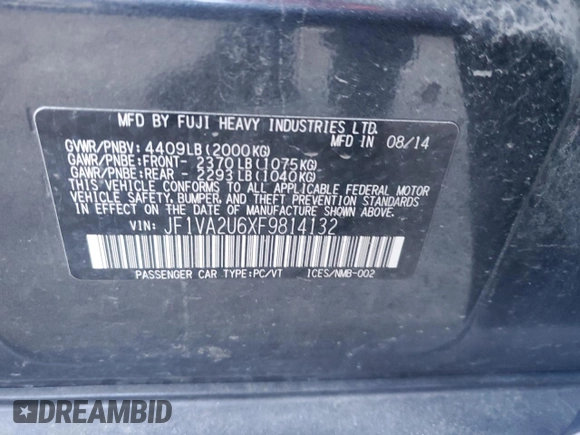 MFD BY FUJI HEAVY INDUSTRIES LTD.
MFD IN 08/14
GVWR/PNBV: 4409LB(2000KG)
GAWR/PNBE:FRONT- 2370LB(1075KG)
GAWR/PNBE:REAR - 2293LB(1040KG)
THIS VEHICLE CONFORMS TO ALL APPLICABLE FEDERAL MOTOR
VEHICLE SAFETY, BUMPER, AND THEFT PREVENTION STANDARDS
IN EFFECT ON THE DATE OF MANUFACTURE SHOWN ABOVE.
VIN: JF1VA2U6XF9814132
PASSENGER CAR TYPE:PC/VT ICES/NMB-002
DREAMBID